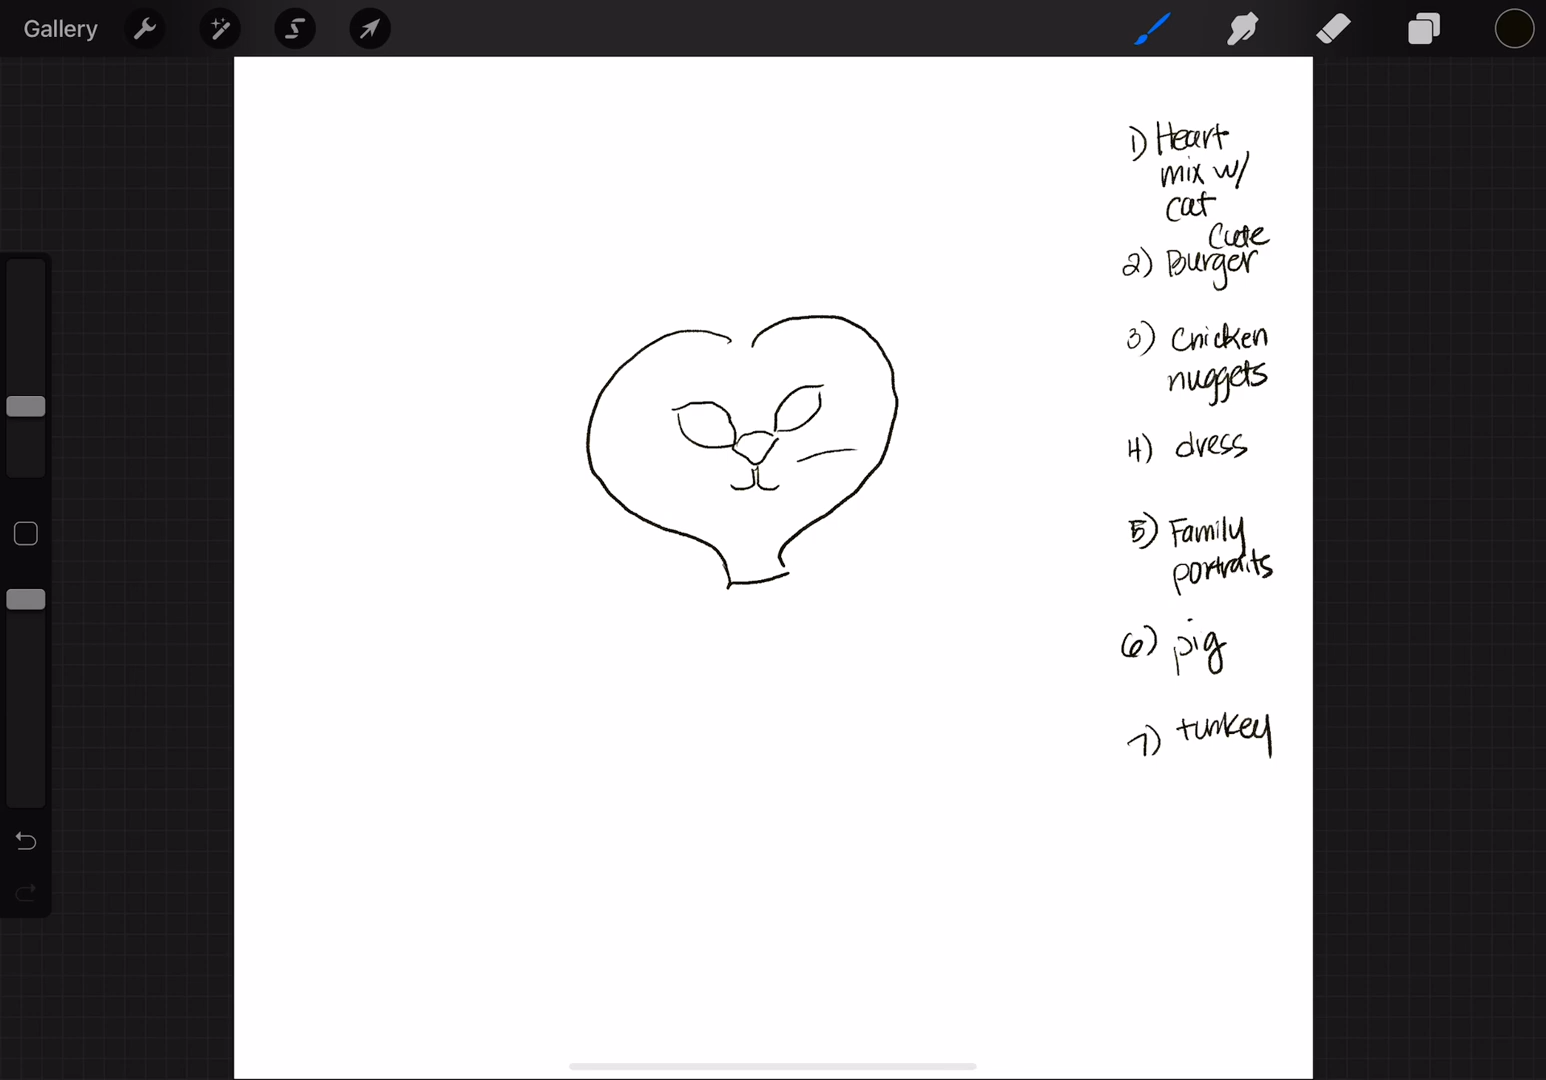 Gallery
1) Heart
mix w/
cat
Cute
2) Burger
3) Chicken
nuggets
4) dress
5) Family
portraits
6) pig
7) turkey